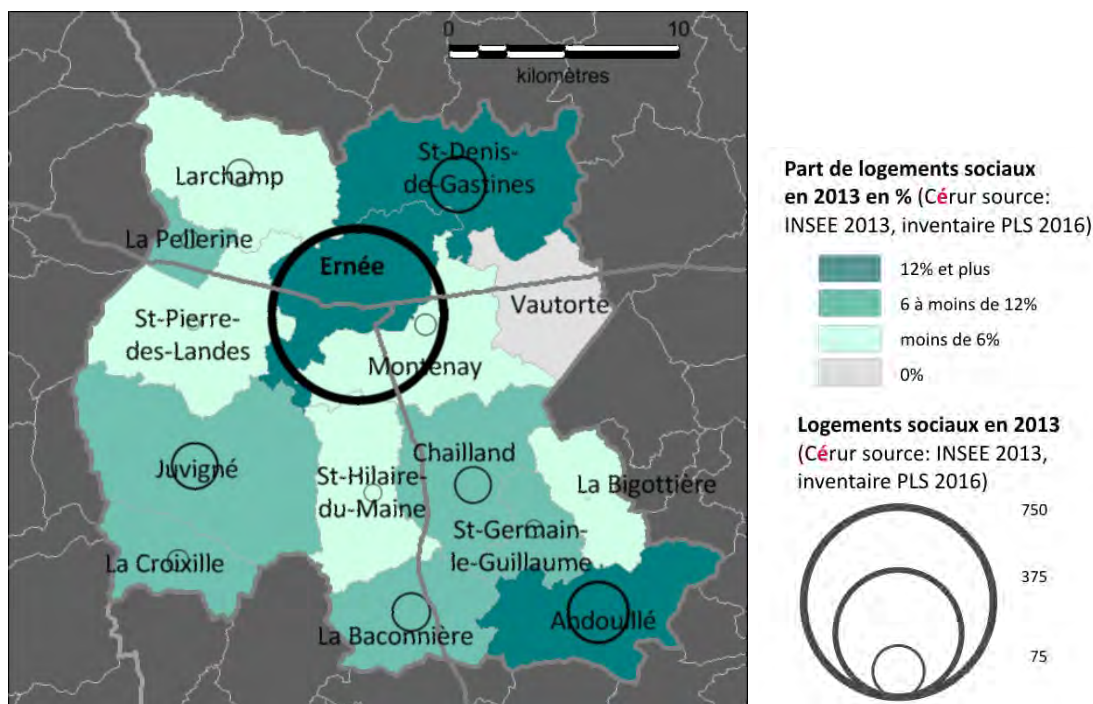 0 10
kilomètres
St-Denis-
de-Gastines
Larchamp
La Pellerine
Ernée
Vautorte
St-Pierre-
des-Landes
Montenay
Chailland
Juvigné
St-Hilaire-
du-Maine
La Bigottière
St-Germain-
le-Guillaume
La Croixille
La Baconnière
Andouillé
Part de logements sociaux
en 2013 en % (Cérur source:
INSEE 2013, inventaire PLS 2016)
12% et plus
6 à moins de 12%
moins de 6%
0%
Logements sociaux en 2013
(Cérur source: INSEE 2013,
inventaire PLS 2016)
750
375
75